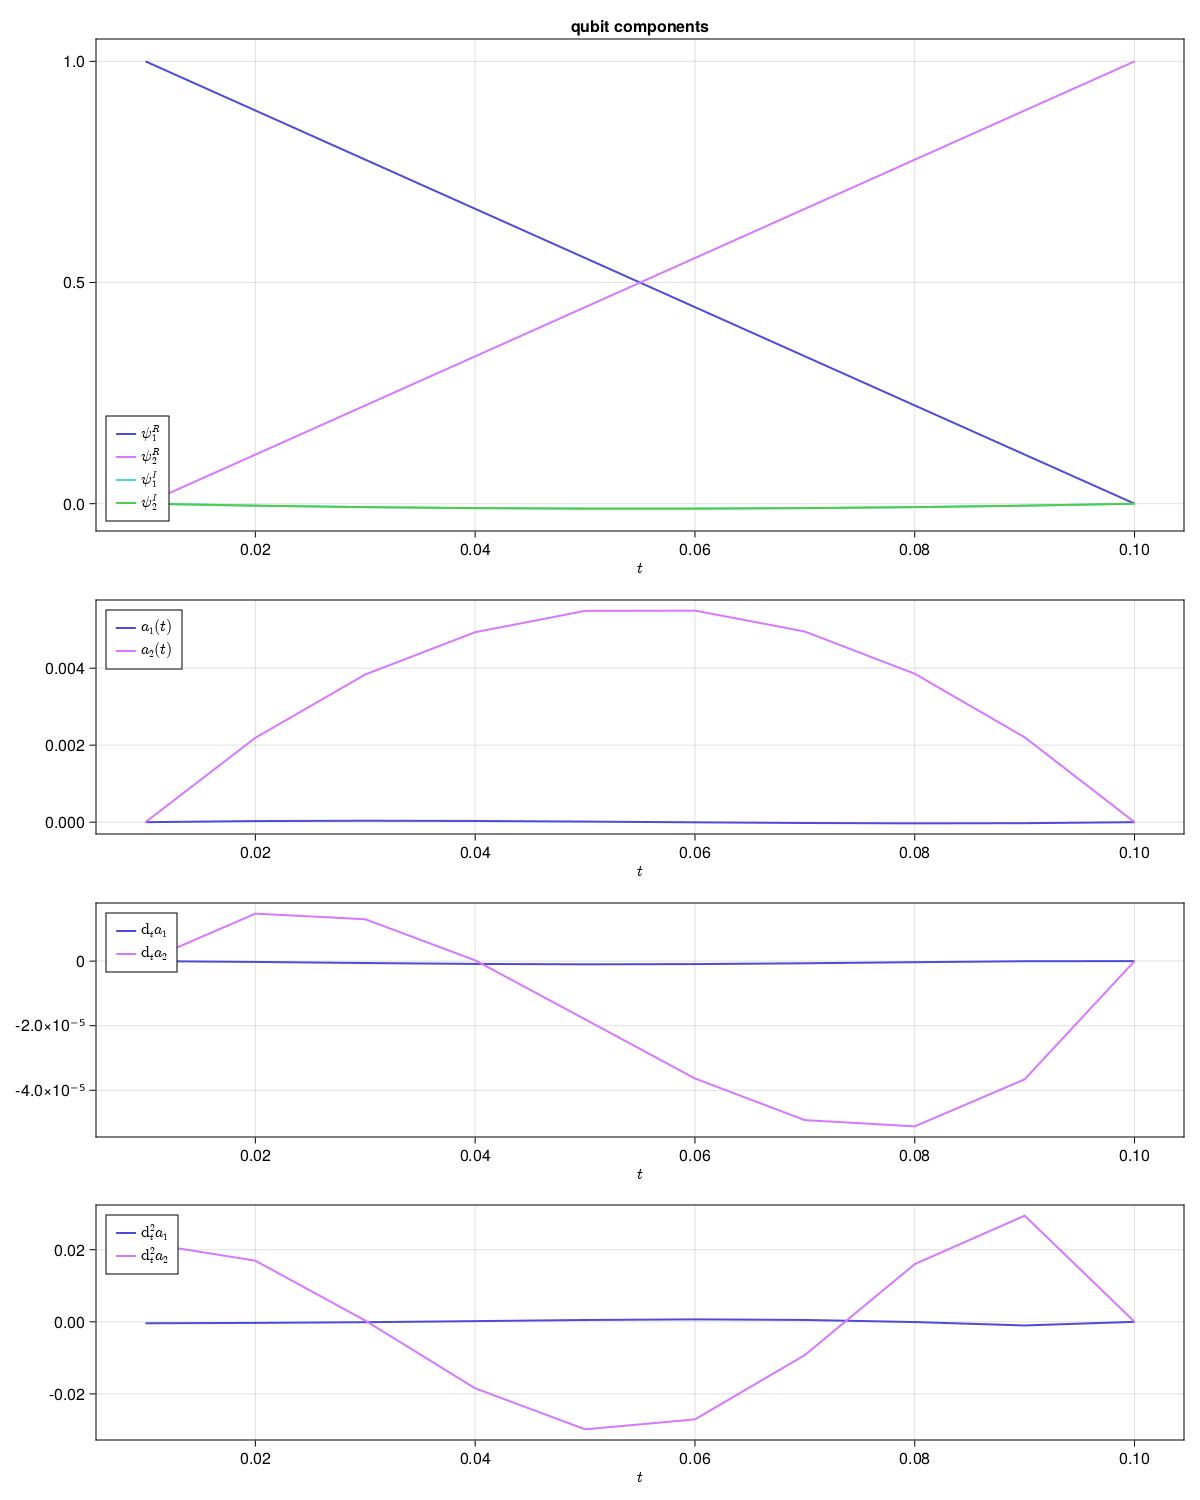 qubit components
1.0
0.5
0.0
ψ₁ᴿ
ψ₂ᴿ
ψ₁ᴵ
ψ₂ᴵ
0.02 0.04 0.06 0.08 0.10
t
0.004
0.002
0.000
a₁(t)
a₂(t)
0.02 0.04 0.06 0.08 0.10
t
0
-2.0×10⁻⁵
-4.0×10⁻⁵
dₜa₁
dₜa₂
0.02 0.04 0.06 0.08 0.10
t
0.02
0.00
-0.02
d²ₜa₁
d²ₜa₂
0.02 0.04 0.06 0.08 0.10
t